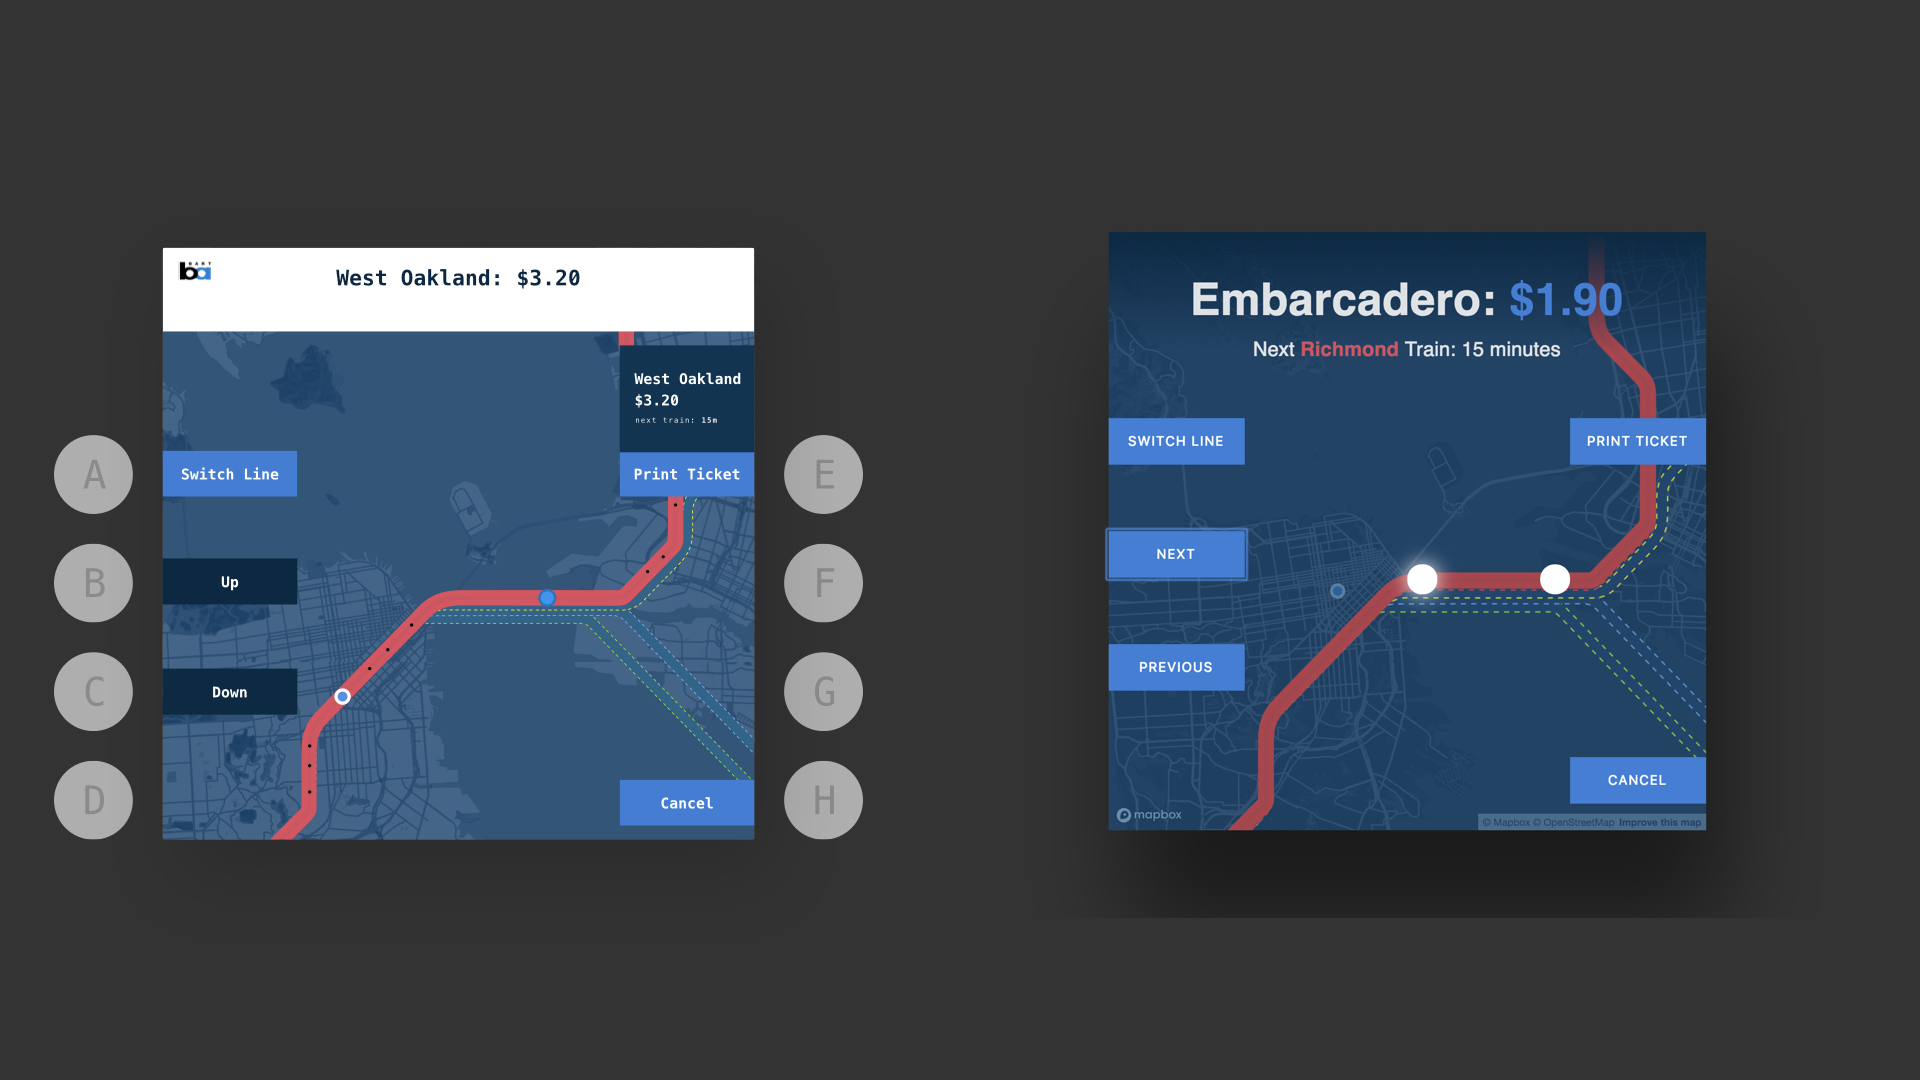 BART
ba
West Oakland: $3.20
West Oakland
$3.20
next train: 15m
A
Switch Line
Print Ticket
E
B
Up
F
C
Down
G
D
Cancel
H
Embarcadero: $1.90
Next Richmond Train: 15 minutes
SWITCH LINE
PRINT TICKET
NEXT
PREVIOUS
CANCEL
mapbox
© Mapbox © OpenStreetMap Improve this map